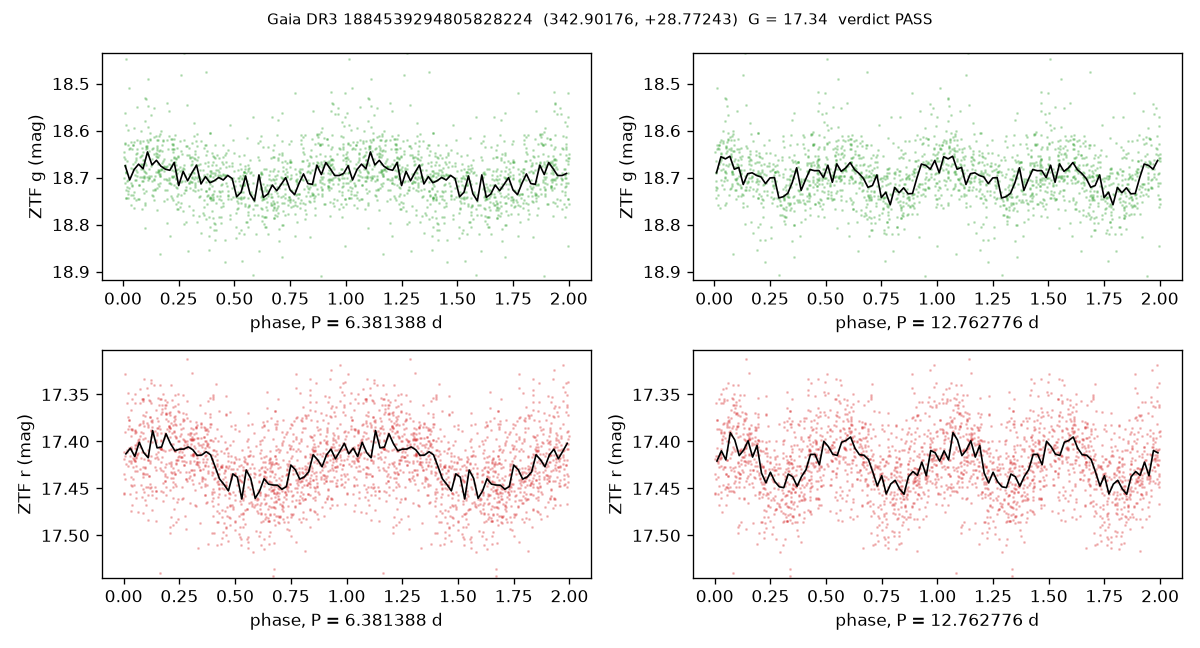 Gaia DR3 1884539294805828224 (342.90176, +28.77243) G = 17.34 verdict PASS
ZTF g (mag)
18.5
18.6
18.7
18.8
18.9
0.00 0.25 0.50 0.75 1.00 1.25 1.50 1.75 2.00
phase, P = 6.381388 d
ZTF g (mag)
18.5
18.6
18.7
18.8
18.9
0.00 0.25 0.50 0.75 1.00 1.25 1.50 1.75 2.00
phase, P = 12.762776 d
ZTF r (mag)
17.35
17.40
17.45
17.50
0.00 0.25 0.50 0.75 1.00 1.25 1.50 1.75 2.00
phase, P = 6.381388 d
ZTF r (mag)
17.35
17.40
17.45
17.50
0.00 0.25 0.50 0.75 1.00 1.25 1.50 1.75 2.00
phase, P = 12.762776 d